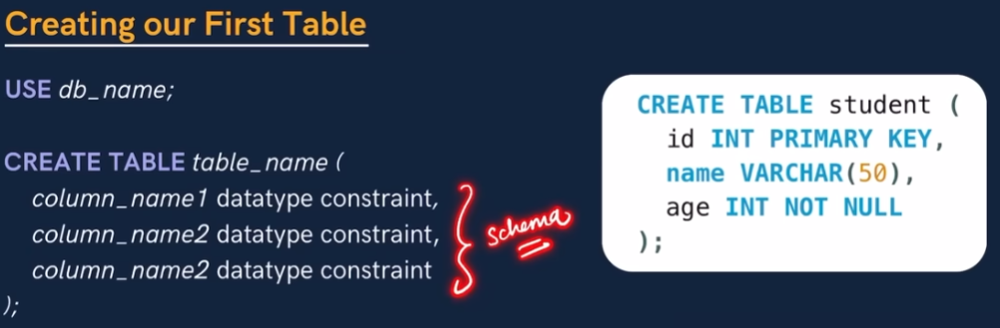 Creating our First Table
USE db_name;
CREATE TABLE table_name (
column_name1 datatype constraint,
column_name2 datatype constraint,
column_name2 datatype constraint
);
schema
CREATE TABLE student (
id INT PRIMARY KEY,
name VARCHAR(50),
age INT NOT NULL
);